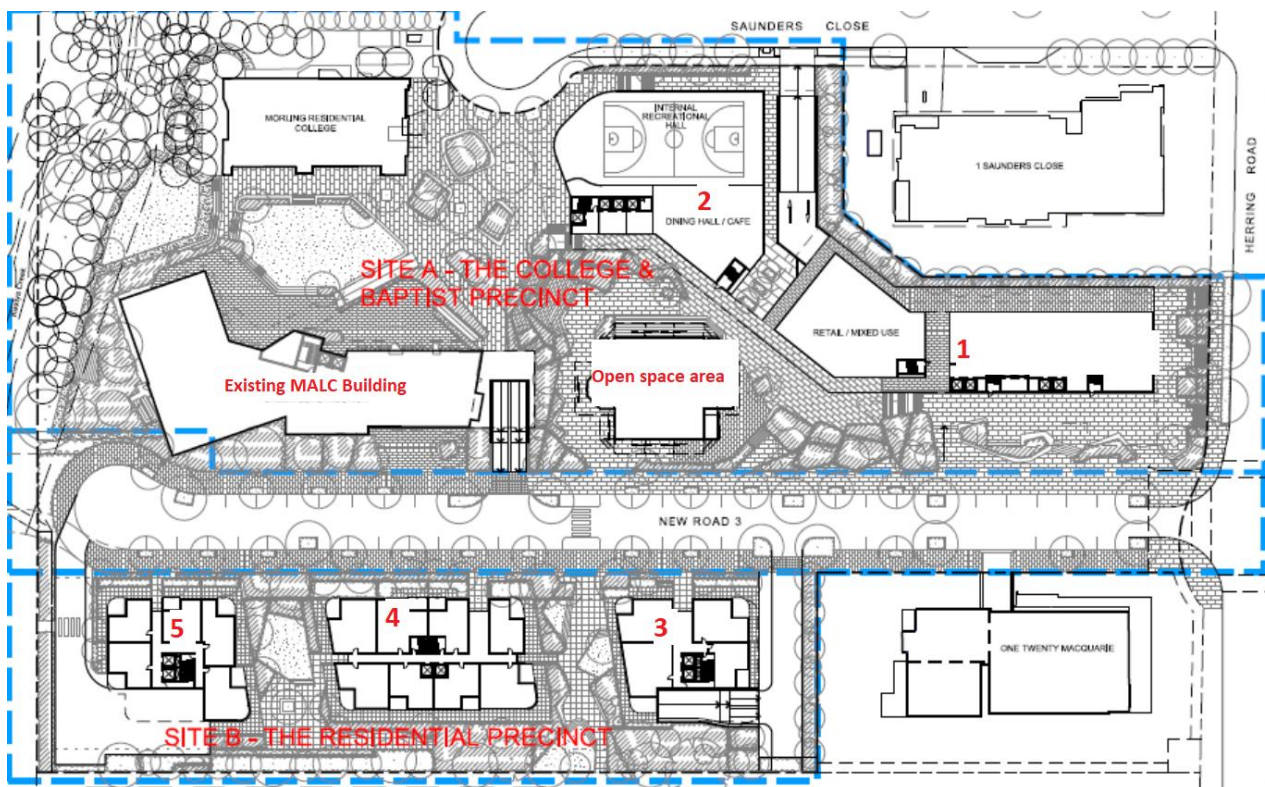 SAUNDERS CLOSE
MORLING RESIDENTIAL
COLLEGE
INTERNAL
RECREATIONAL
HALL
1 SAUNDERS CLOSE
HERRING ROAD
2
DINING HALL / CAFE
SITE A - THE COLLEGE &
BAPTIST PRECINCT
RETAIL / MIXED USE
1
Existing MALC Building
Open space area
NEW ROAD 3
5
4
3
ONE TWENTY MACQUARIE
SITE B - THE RESIDENTIAL PRECINCT